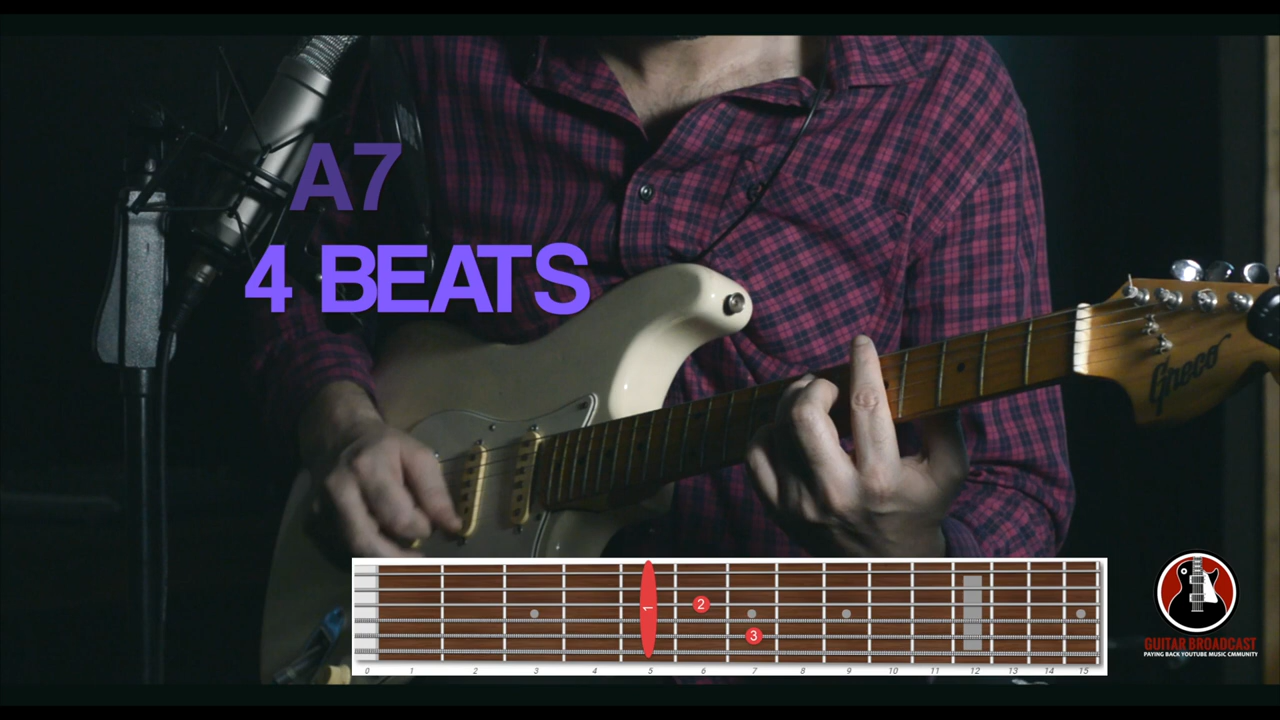 A7
4 BEATS
Greco
1
2
3
0 1 2 3 4 5 6 7 8 9 10 11 12 13 14 15
GUITAR BROADCAST
PAYING BACK YOUTUBE MUSIC CMMUNITY